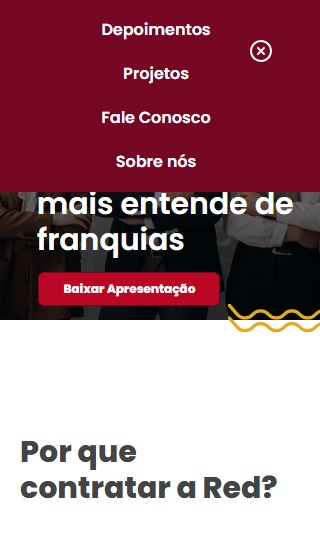 Depoimentos
Projetos
Fale Conosco
Sobre nós
mais entende de
franquias
Baixar Apresentação
Por que
contratar a Red?